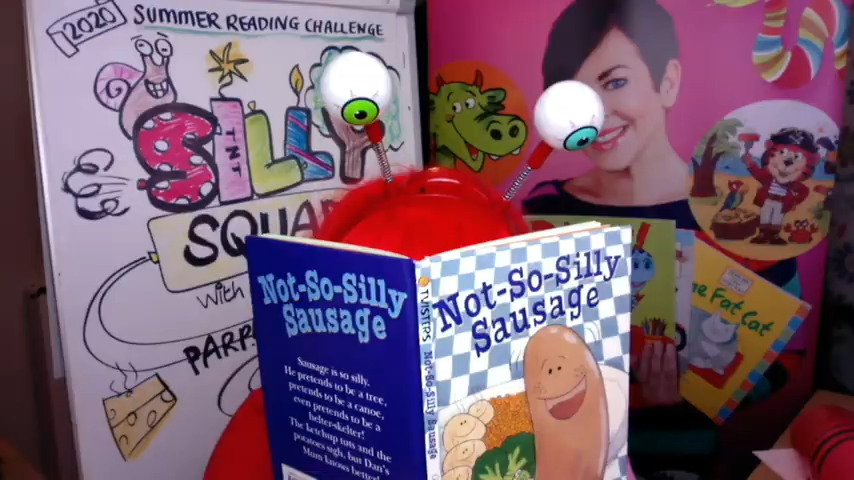 2020
SUMMER READING CHALLENGE
SILLY
TNT
SQUA
With
PARR
Not-So-Silly
Sausage
Sausage is so silly.
He pretends to be a tree,
pretends to be a canoe,
even pretends to be a
helter-skelter!
The ketchup tuts and the
potatoes sigh, but Dan's
Mum knows better!
TWISTERS
Not-So-Silly Sausage
Not-So-Silly
Sausage
Fat Cat